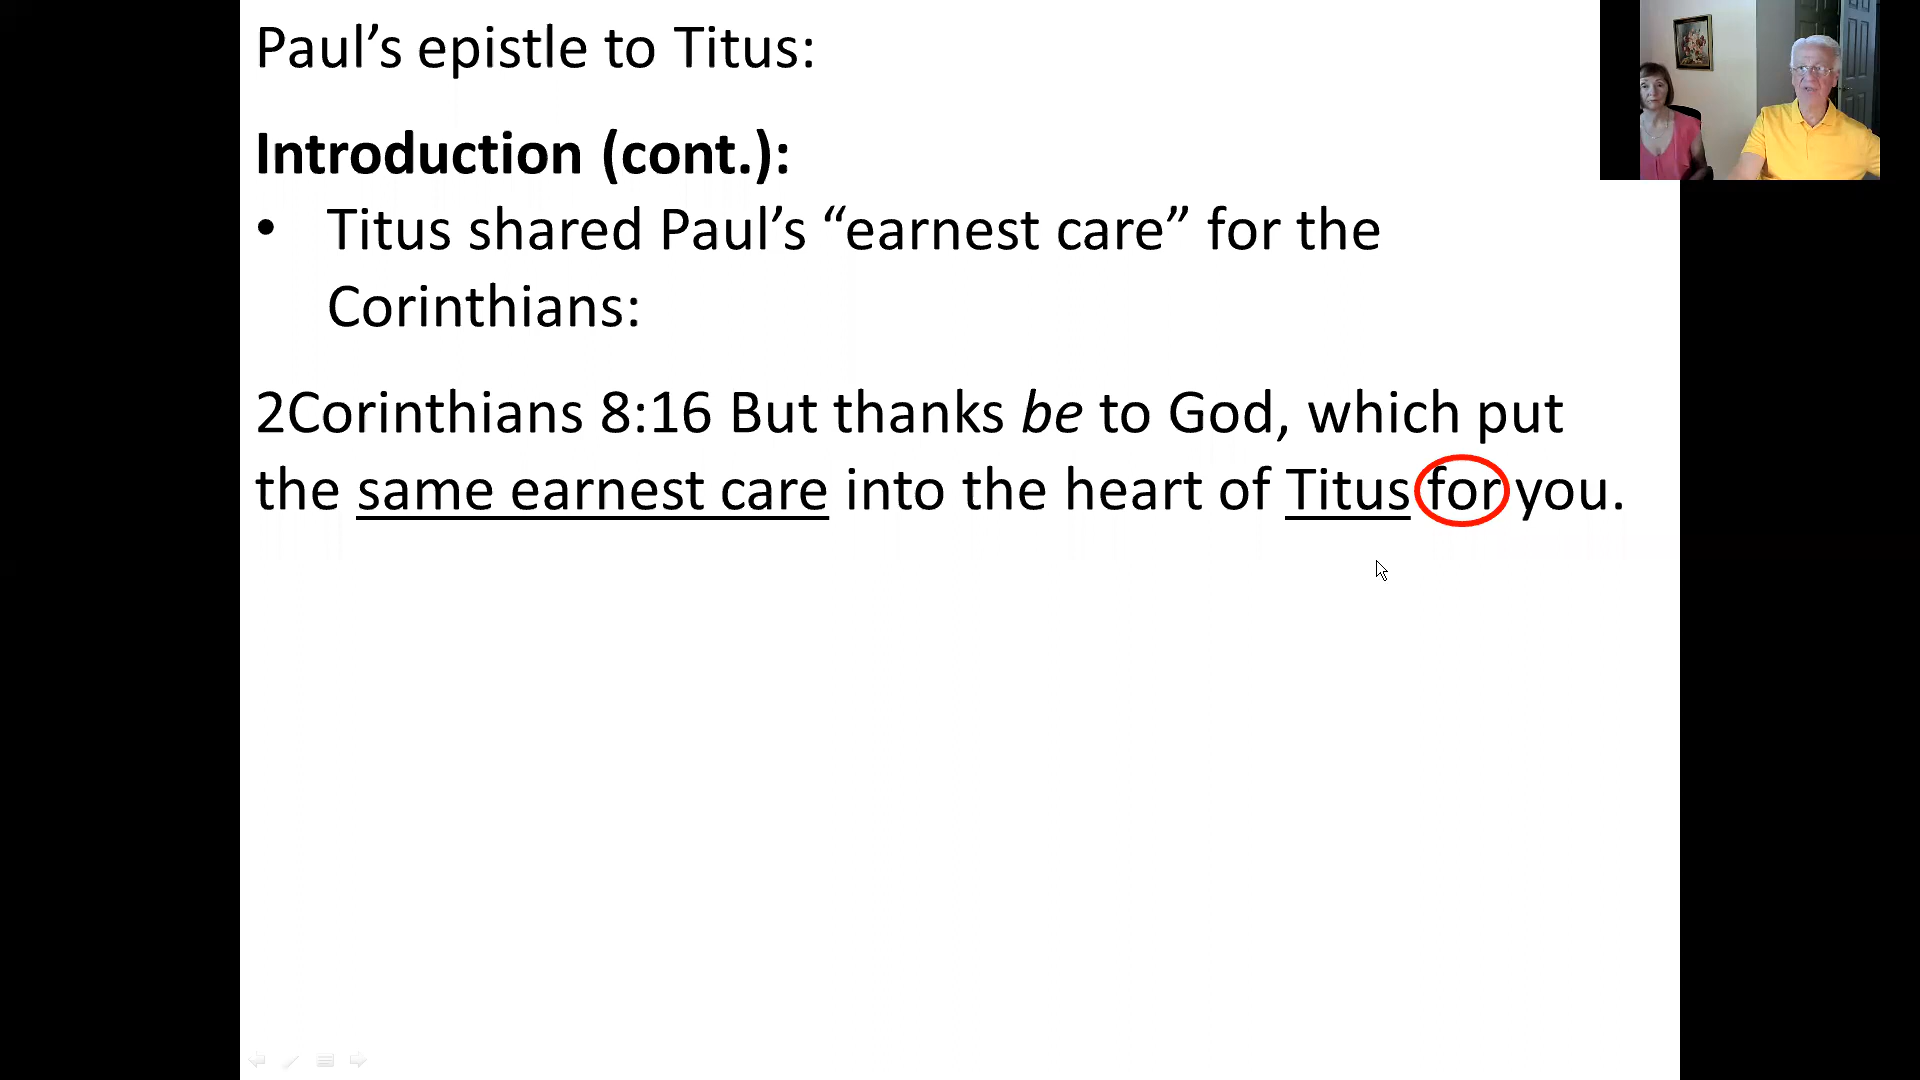 Paul’s epistle to Titus:
Introduction (cont.):
• Titus shared Paul’s “earnest care” for the
Corinthians:
2Corinthians 8:16 But thanks be to God, which put
the same earnest care into the heart of Titus for you.